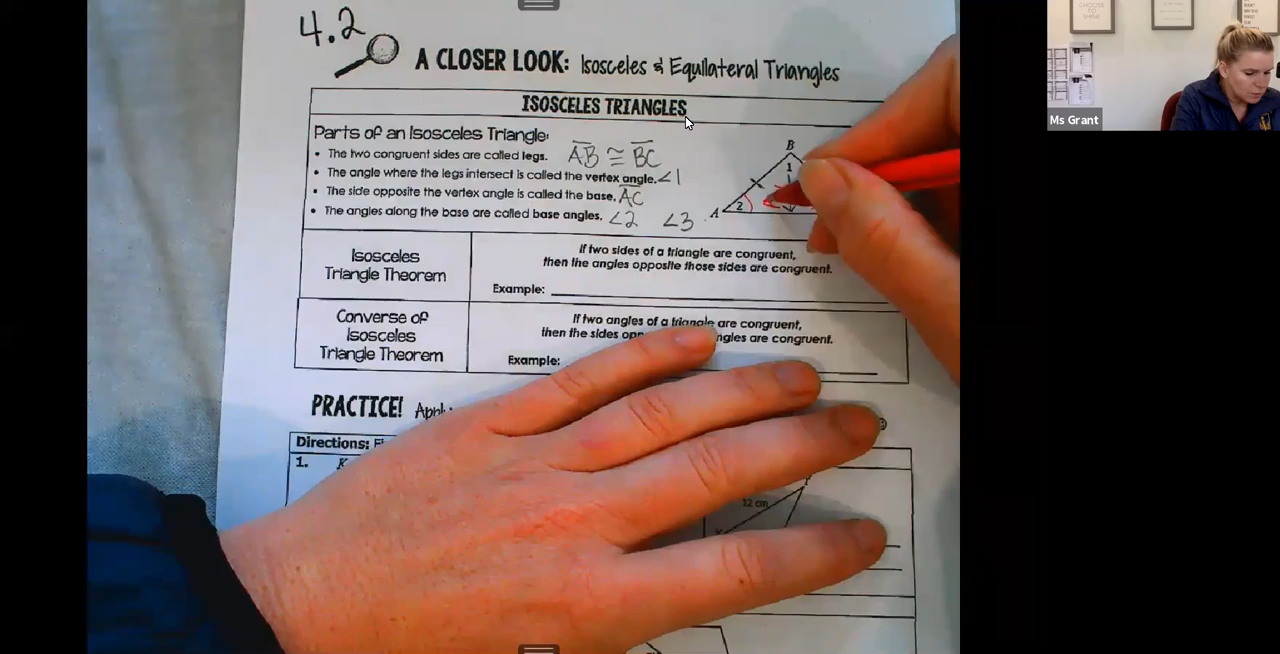 4.2
A CLOSER LOOK: Isosceles & Equilateral Triangles
ISOSCELES TRIANGLES
Parts of an Isosceles Triangle:
• The two congruent sides are called legs. AB ≅ BC
• The angle where the legs intersect is called the vertex angle. ∠1
• The side opposite the vertex angle is called the base. AC
• The angles along the base are called base angles. ∠2 ∠3
B
1
A
2
Isosceles
Triangle Theorem
If two sides of a triangle are congruent,
then the angles opposite those sides are congruent.
Example:
Converse of
Isosceles
Triangle Theorem
If two angles of a triangle are congruent,
then the sides angles are congruent.
Example:
PRACTICE!
Directions:
1. K
12 cm
CHOOSE
TO
SHINE
Ms Grant